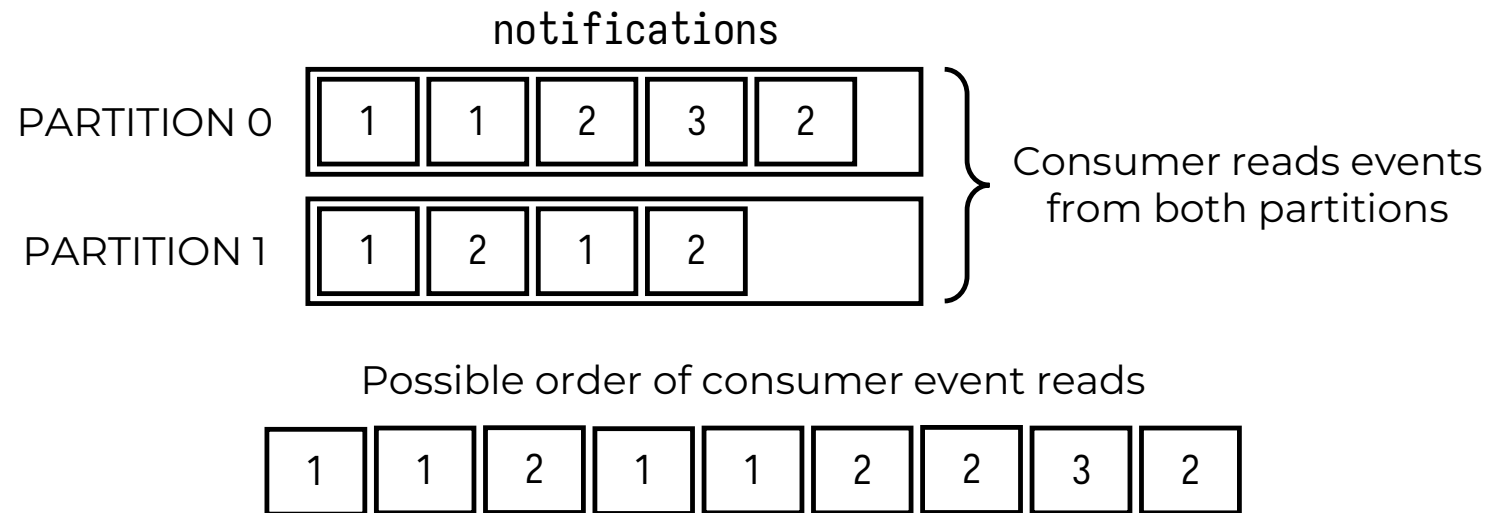 notifications
PARTITION 0
1 1 2 3 2
Consumer reads events
from both partitions
PARTITION 1
1 2 1 2
Possible order of consumer event reads
1 1 2 1 1 2 2 3 2